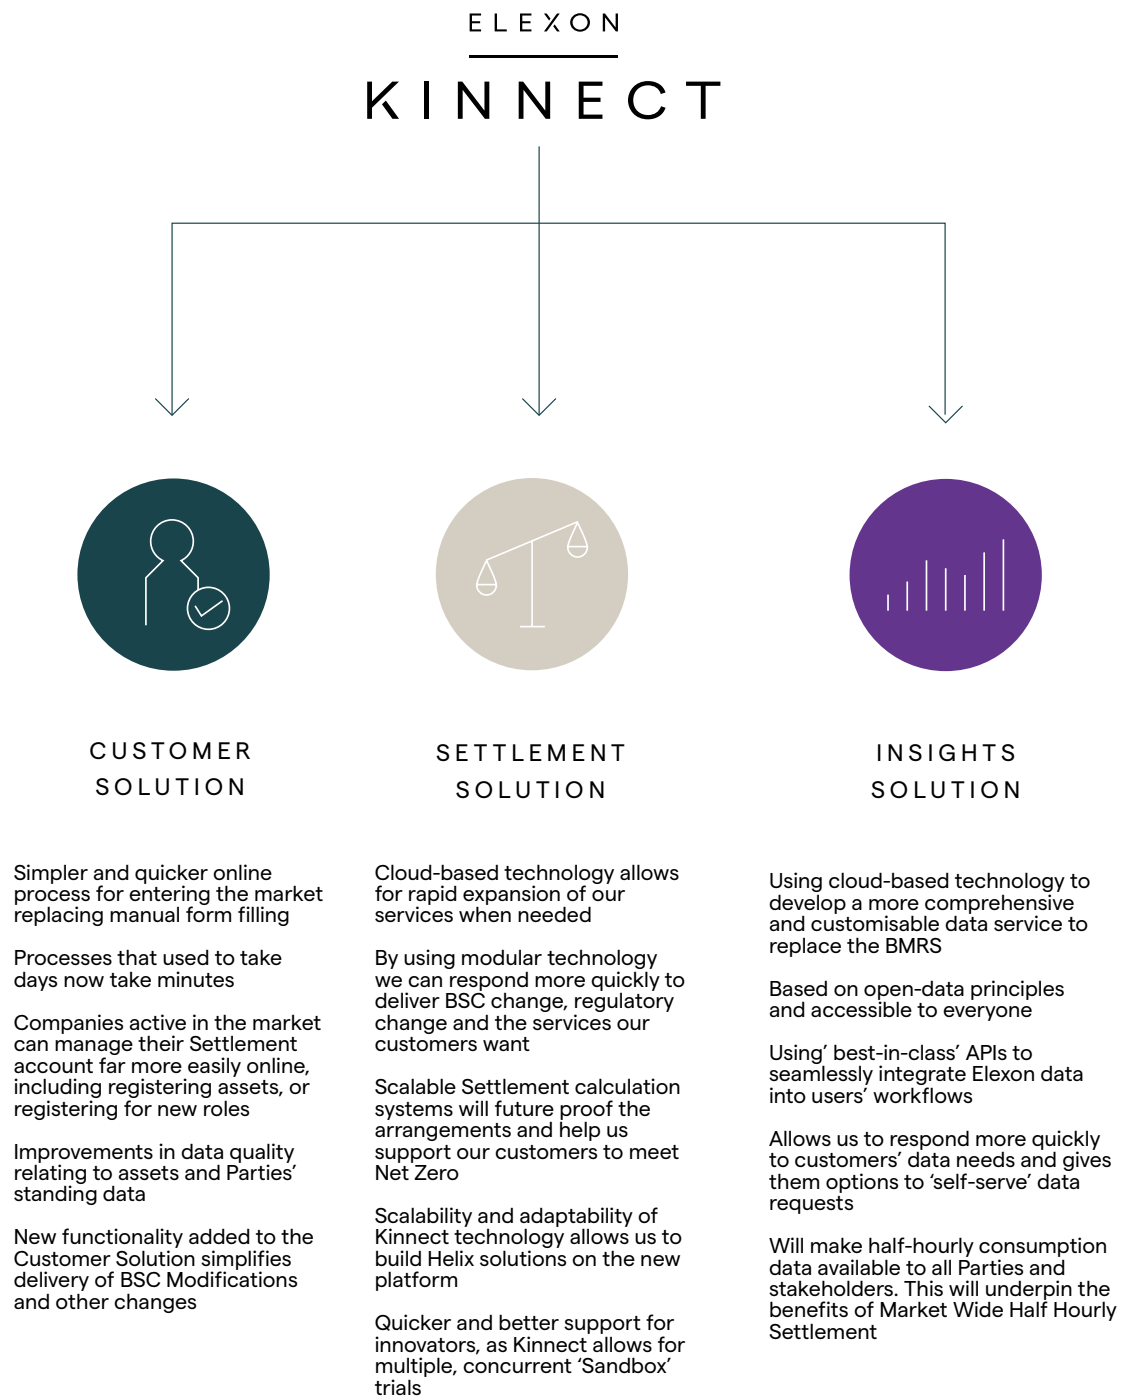 ELEXON
KINNECT
CUSTOMER
SOLUTION
Simpler and quicker online
process for entering the market
replacing manual form filling
Processes that used to take
days now take minutes
Companies active in the market
can manage their Settlement
account far more easily online,
including registering assets, or
registering for new roles
Improvements in data quality
relating to assets and Parties’
standing data
New functionality added to the
Customer Solution simplifies
delivery of BSC Modifications
and other changes
SETTLEMENT
SOLUTION
Cloud-based technology allows
for rapid expansion of our
services when needed
By using modular technology
we can respond more quickly to
deliver BSC change, regulatory
change and the services our
customers want
Scalable Settlement calculation
systems will future proof the
arrangements and help us
support our customers to meet
Net Zero
Scalability and adaptability of
Kinnect technology allows us to
build Helix solutions on the new
platform
Quicker and better support for
innovators, as Kinnect allows for
multiple, concurrent ‘Sandbox’
trials
INSIGHTS
SOLUTION
Using cloud-based technology to
develop a more comprehensive
and customisable data service to
replace the BMRS
Based on open-data principles
and accessible to everyone
Using’ best-in-class’ APIs to
seamlessly integrate Elexon data
into users’ workflows
Allows us to respond more quickly
to customers’ data needs and gives
them options to ‘self-serve’ data
requests
Will make half-hourly consumption
data available to all Parties and
stakeholders. This will underpin the
benefits of Market Wide Half Hourly
Settlement